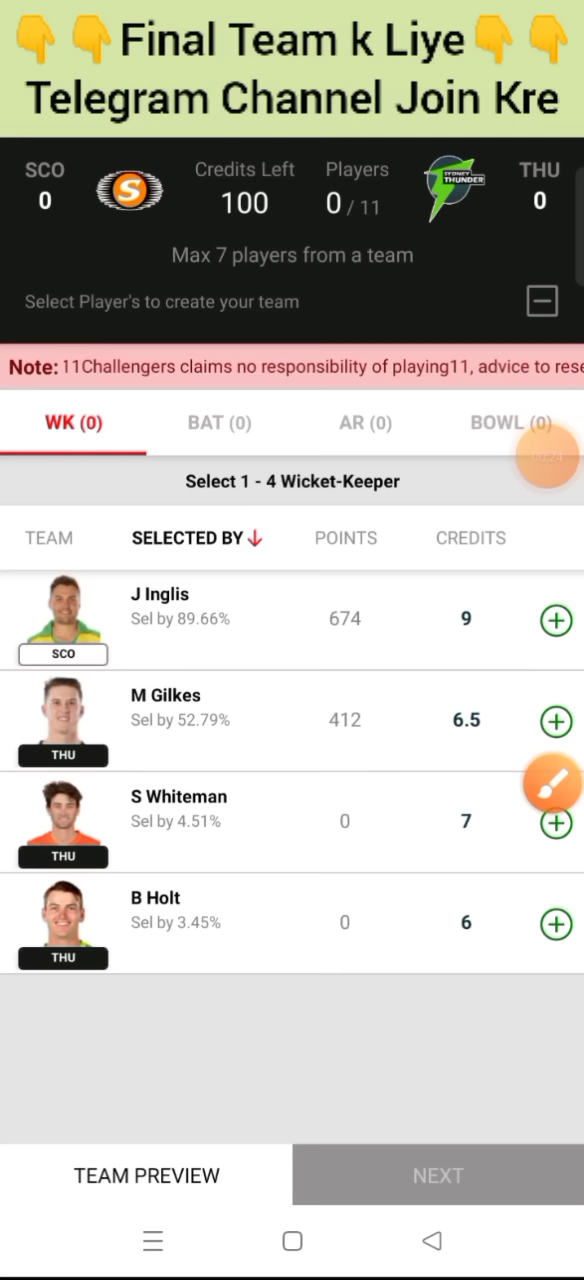 👇👇Final Team k Liye👇👇
Telegram Channel Join Kre
SCO
0
S
Credits Left
100
Players
0 / 11
SYDNEY
THUNDER
THU
0
Max 7 players from a team
Select Player's to create your team
Note: 11Challengers claims no responsibility of playing11, advice to rese
WK (0) BAT (0) AR (0) BOWL (0)
00:24
Select 1 - 4 Wicket-Keeper
TEAM SELECTED BY↓ POINTS CREDITS
J Inglis
Sel by 89.66% 674 9
SCO
M Gilkes
Sel by 52.79% 412 6.5
THU
S Whiteman
Sel by 4.51% 0 7
THU
B Holt
Sel by 3.45% 0 6
THU
TEAM PREVIEW NEXT